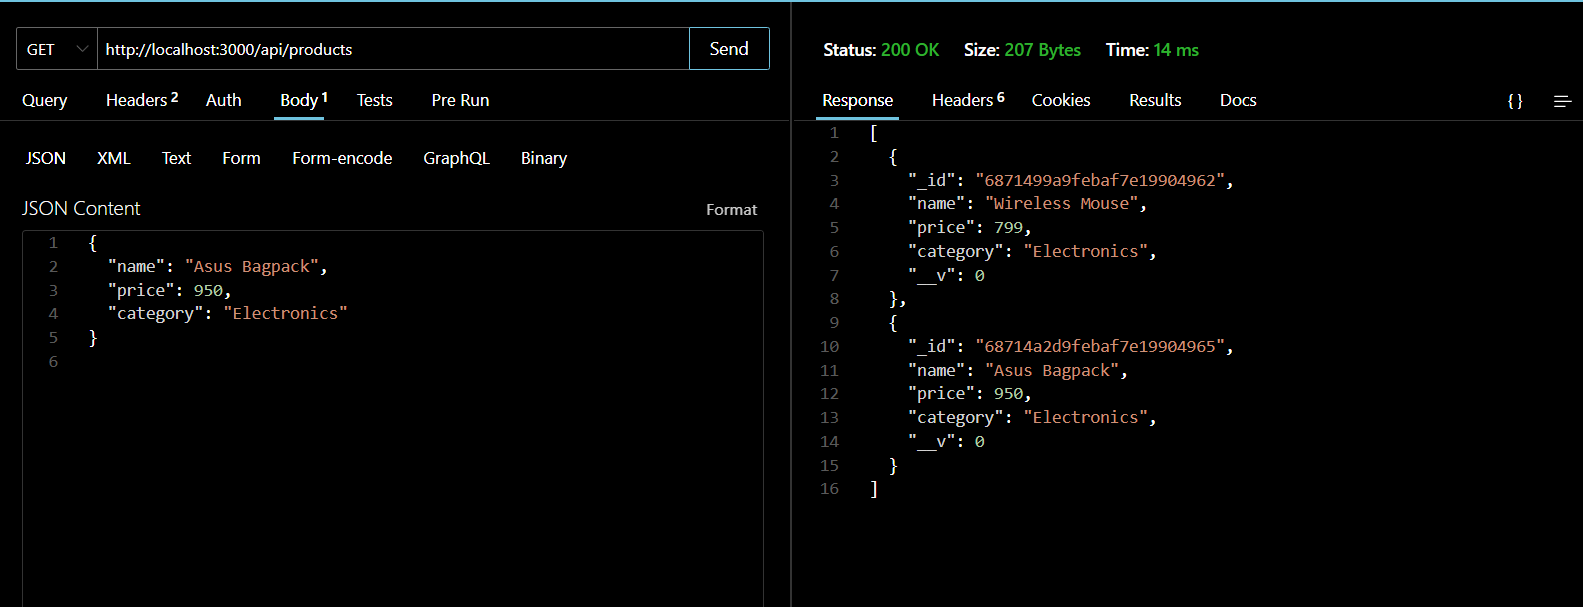 GET http://localhost:3000/api/products Send
Query Headers 2 Auth Body 1 Tests Pre Run
JSON XML Text Form Form-encode GraphQL Binary
JSON Content Format
1 {
2 "name": "Asus Bagpack",
3 "price": 950,
4 "category": "Electronics"
5 }
6
Status: 200 OK Size: 207 Bytes Time: 14 ms
Response Headers 6 Cookies Results Docs {}
1 [
2 {
3 "_id": "6871499a9febaf7e19904962",
4 "name": "Wireless Mouse",
5 "price": 799,
6 "category": "Electronics",
7 "__v": 0
8 },
9 {
10 "_id": "68714a2d9febaf7e19904965",
11 "name": "Asus Bagpack",
12 "price": 950,
13 "category": "Electronics",
14 "__v": 0
15 }
16 ]